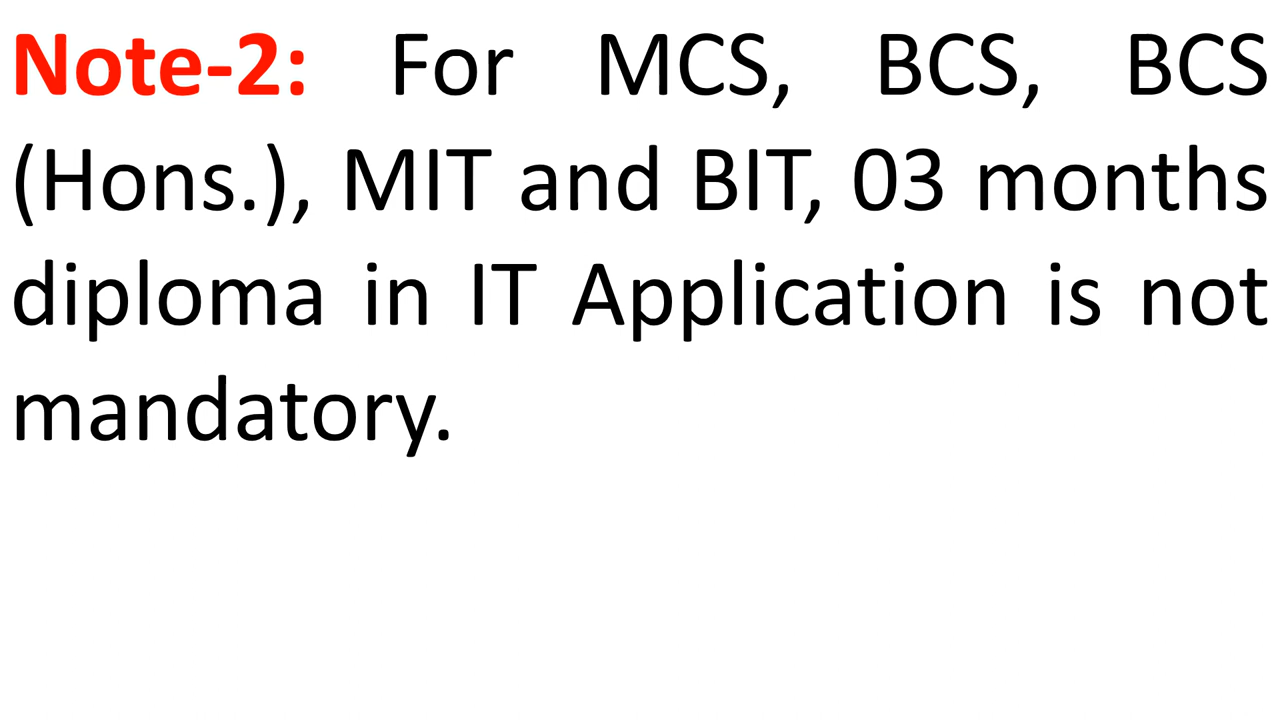 Note-2: For MCS, BCS, BCS
(Hons.), MIT and BIT, 03 months
diploma in IT Application is not
mandatory.